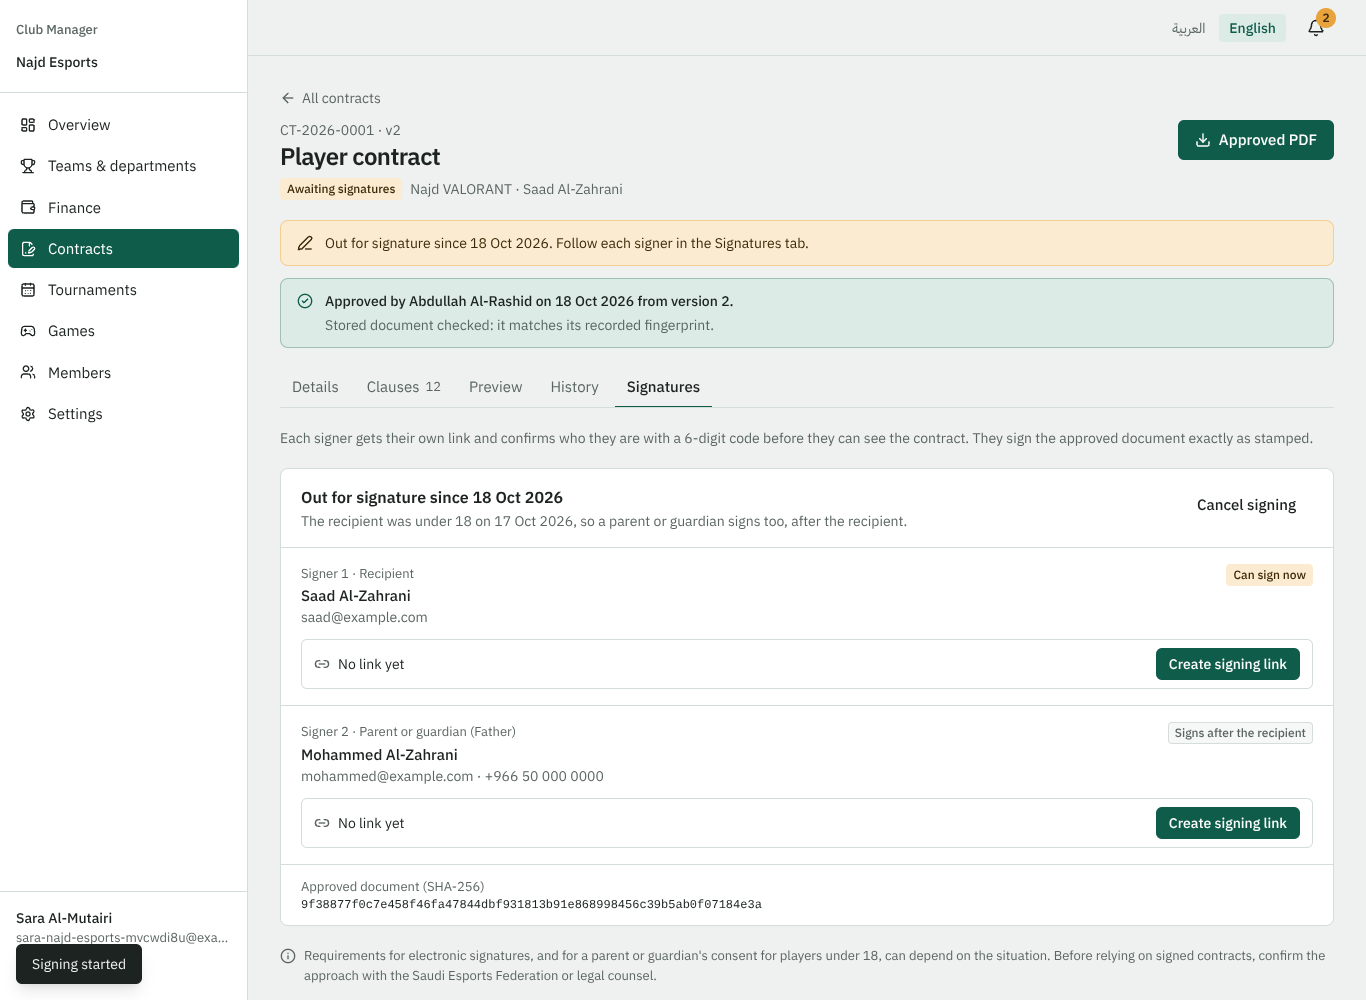 Club Manager
Najd Esports
Overview
Teams & departments
Finance
Contracts
Tournaments
Games
Members
Settings
Sara Al-Mutairi
sara-najd-esports-mvcwdi8u@exa...
Signing started
العربية
English
2
All contracts
CT-2026-0001 · v2
Player contract
Awaiting signatures Najd VALORANT · Saad Al-Zahrani
Approved PDF
Out for signature since 18 Oct 2026. Follow each signer in the Signatures tab.
Approved by Abdullah Al-Rashid on 18 Oct 2026 from version 2.
Stored document checked: it matches its recorded fingerprint.
Details Clauses 12 Preview History Signatures
Each signer gets their own link and confirms who they are with a 6-digit code before they can see the contract. They sign the approved document exactly as stamped.
Out for signature since 18 Oct 2026
The recipient was under 18 on 17 Oct 2026, so a parent or guardian signs too, after the recipient.
Cancel signing
Signer 1 · Recipient
Can sign now
Saad Al-Zahrani
saad@example.com
No link yet
Create signing link
Signer 2 · Parent or guardian (Father)
Signs after the recipient
Mohammed Al-Zahrani
mohammed@example.com · +966 50 000 0000
No link yet
Create signing link
Approved document (SHA-256)
9f38877f0c7e458f46fa47844dbf931813b91e868998456c39b5ab0f07184e3a
Requirements for electronic signatures, and for a parent or guardian's consent for players under 18, can depend on the situation. Before relying on signed contracts, confirm the
approach with the Saudi Esports Federation or legal counsel.